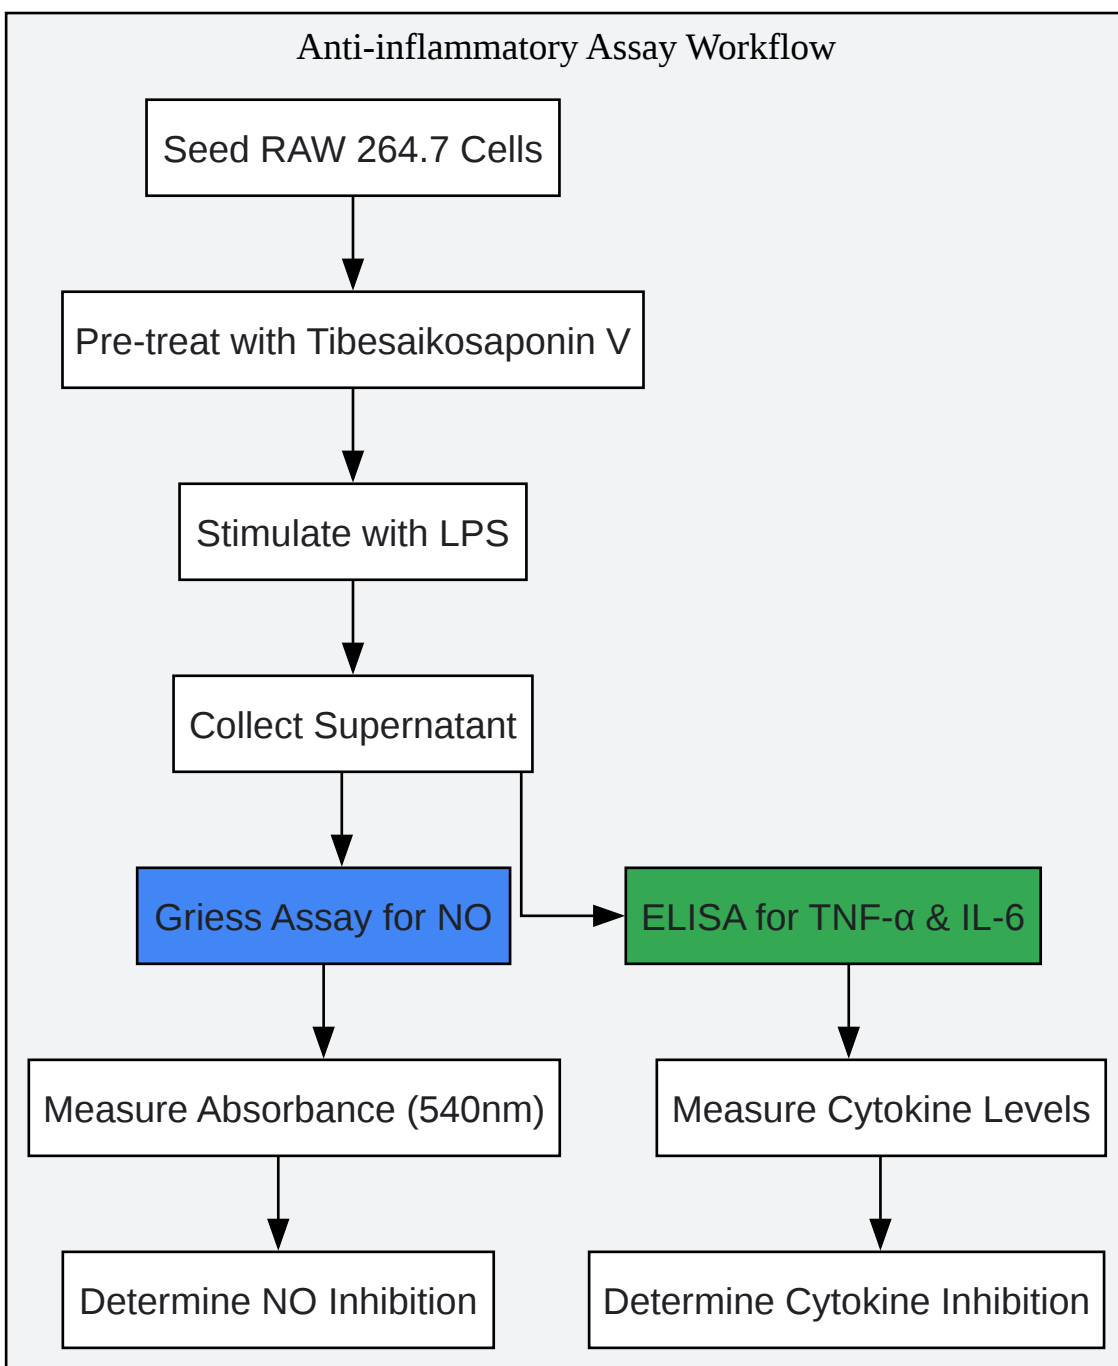 Anti-inflammatory Assay Workflow
Seed RAW 264.7 Cells
Pre-treat with Tibesaikosaponin V
Stimulate with LPS
Collect Supernatant
Griess Assay for NO
ELISA for TNF-α & IL-6
Measure Absorbance (540nm)
Measure Cytokine Levels
Determine NO Inhibition
Determine Cytokine Inhibition